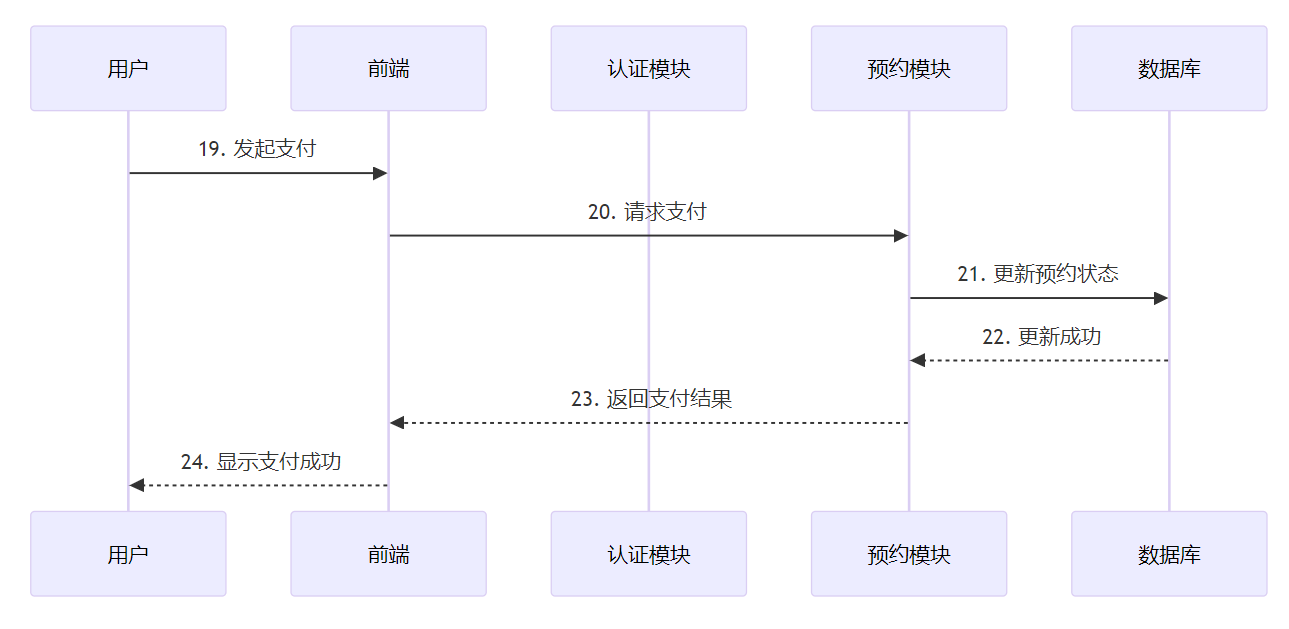 用户
前端
认证模块
预约模块
数据库
19. 发起支付
20. 请求支付
21. 更新预约状态
22. 更新成功
23. 返回支付结果
24. 显示支付成功
用户
前端
认证模块
预约模块
数据库